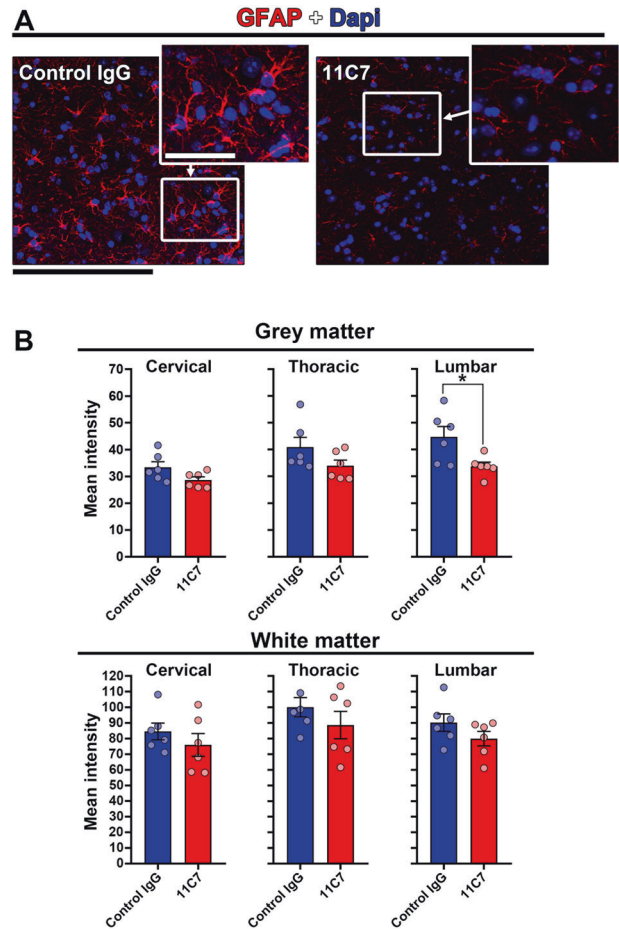 A
GFAP + Dapi
Control IgG
11C7
B
Grey matter
Cervical Thoracic Lumbar
Mean intensity
70
60
50
40
30
20
10
0
*
Control IgG 11C7 Control IgG 11C7 Control IgG 11C7
White matter
Cervical Thoracic Lumbar
Mean intensity
120
110
100
90
80
70
60
50
40
30
20
10
0
Control IgG 11C7 Control IgG 11C7 Control IgG 11C7